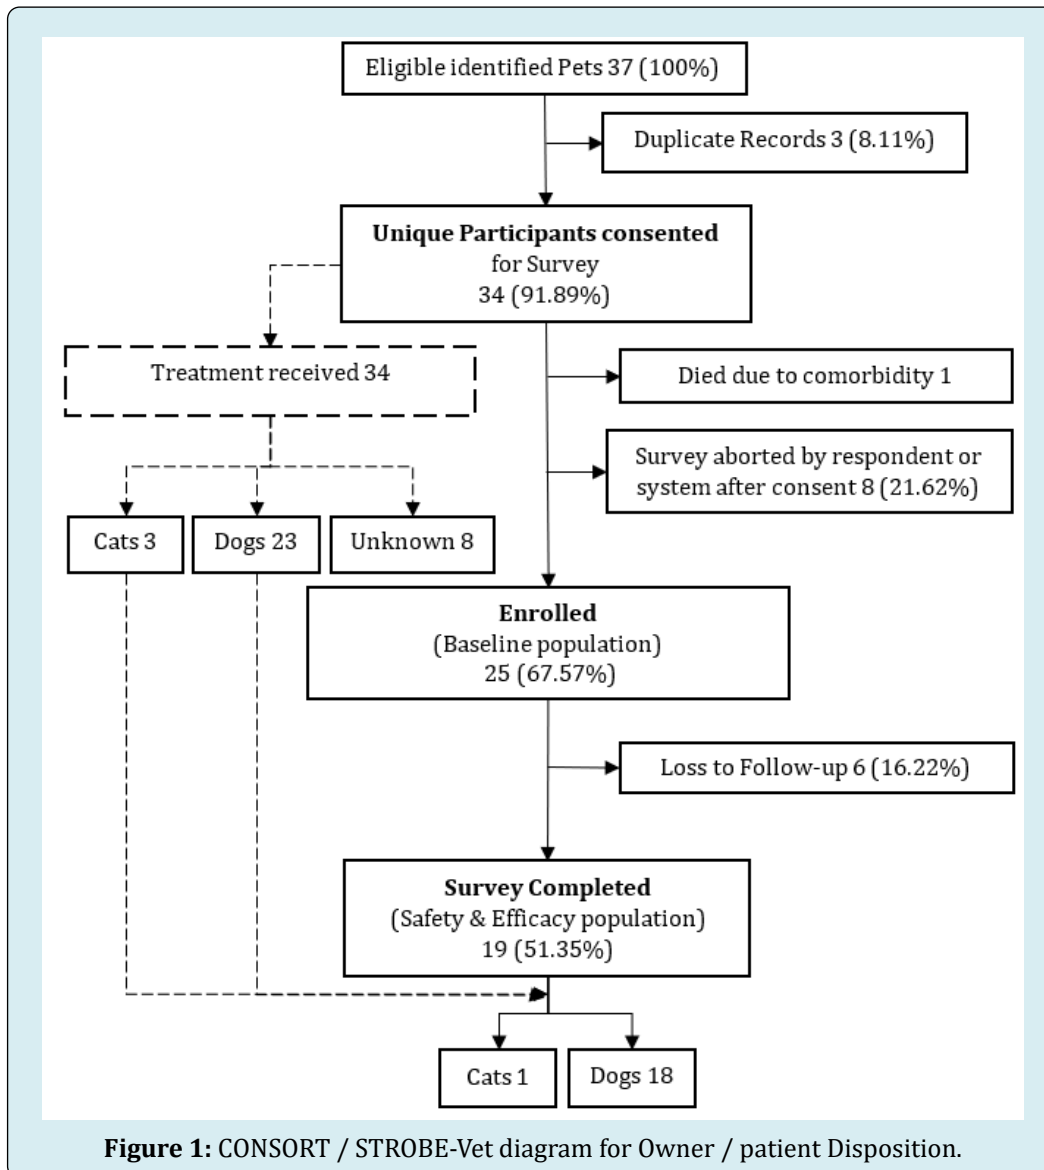 Eligible identified Pets 37 (100%)
Duplicate Records 3 (8.11%)
Unique Participants consented
for Survey
34 (91.89%)
Treatment received 34
Died due to comorbidity 1
Survey aborted by respondent or
system after consent 8 (21.62%)
Cats 3
Dogs 23
Unknown 8
Enrolled
(Baseline population)
25 (67.57%)
Loss to Follow-up 6 (16.22%)
Survey Completed
(Safety & Efficacy population)
19 (51.35%)
Cats 1
Dogs 18
Figure 1: CONSORT / STROBE-Vet diagram for Owner / patient Disposition.